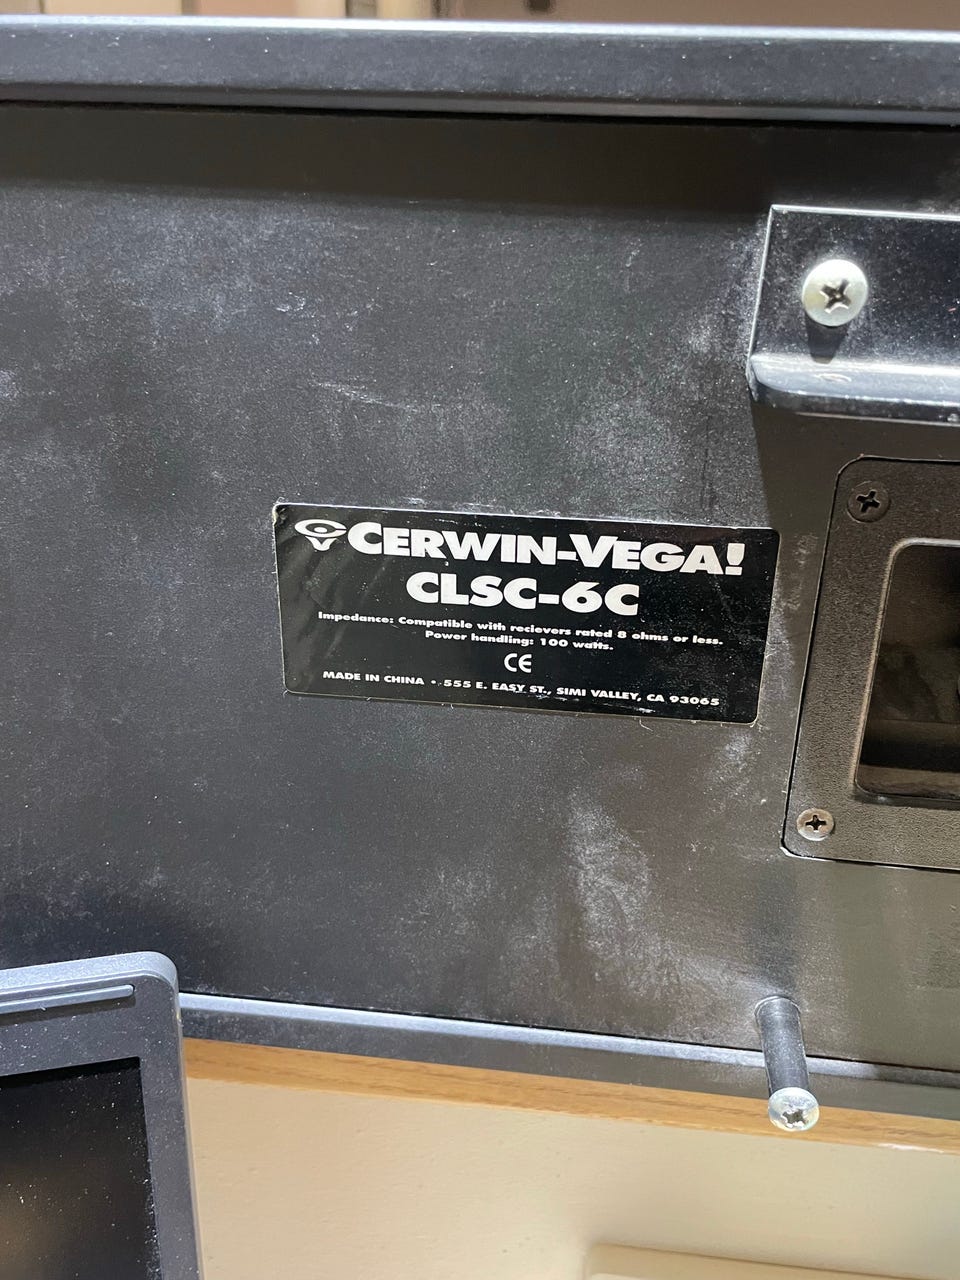 CERWIN-VEGA!
CLSC-6C
Impedance: Compatible with recievers rated 8 ohms or less.
Power handling: 100 watts.
CE
MADE IN CHINA • 555 E. EASY ST., SIMI VALLEY, CA 93065